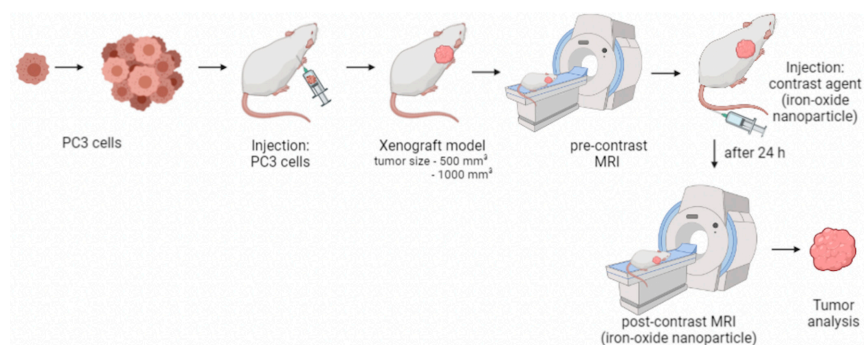 PC3 cells
Injection:
PC3 cells
Xenograft model
tumor size - 500 mm³
- 1000 mm³
pre-contrast
MRI
Injection:
contrast agent
(iron-oxide
nanoparticle)
after 24 h
post-contrast MRI
(iron-oxide nanoparticle)
Tumor
analysis